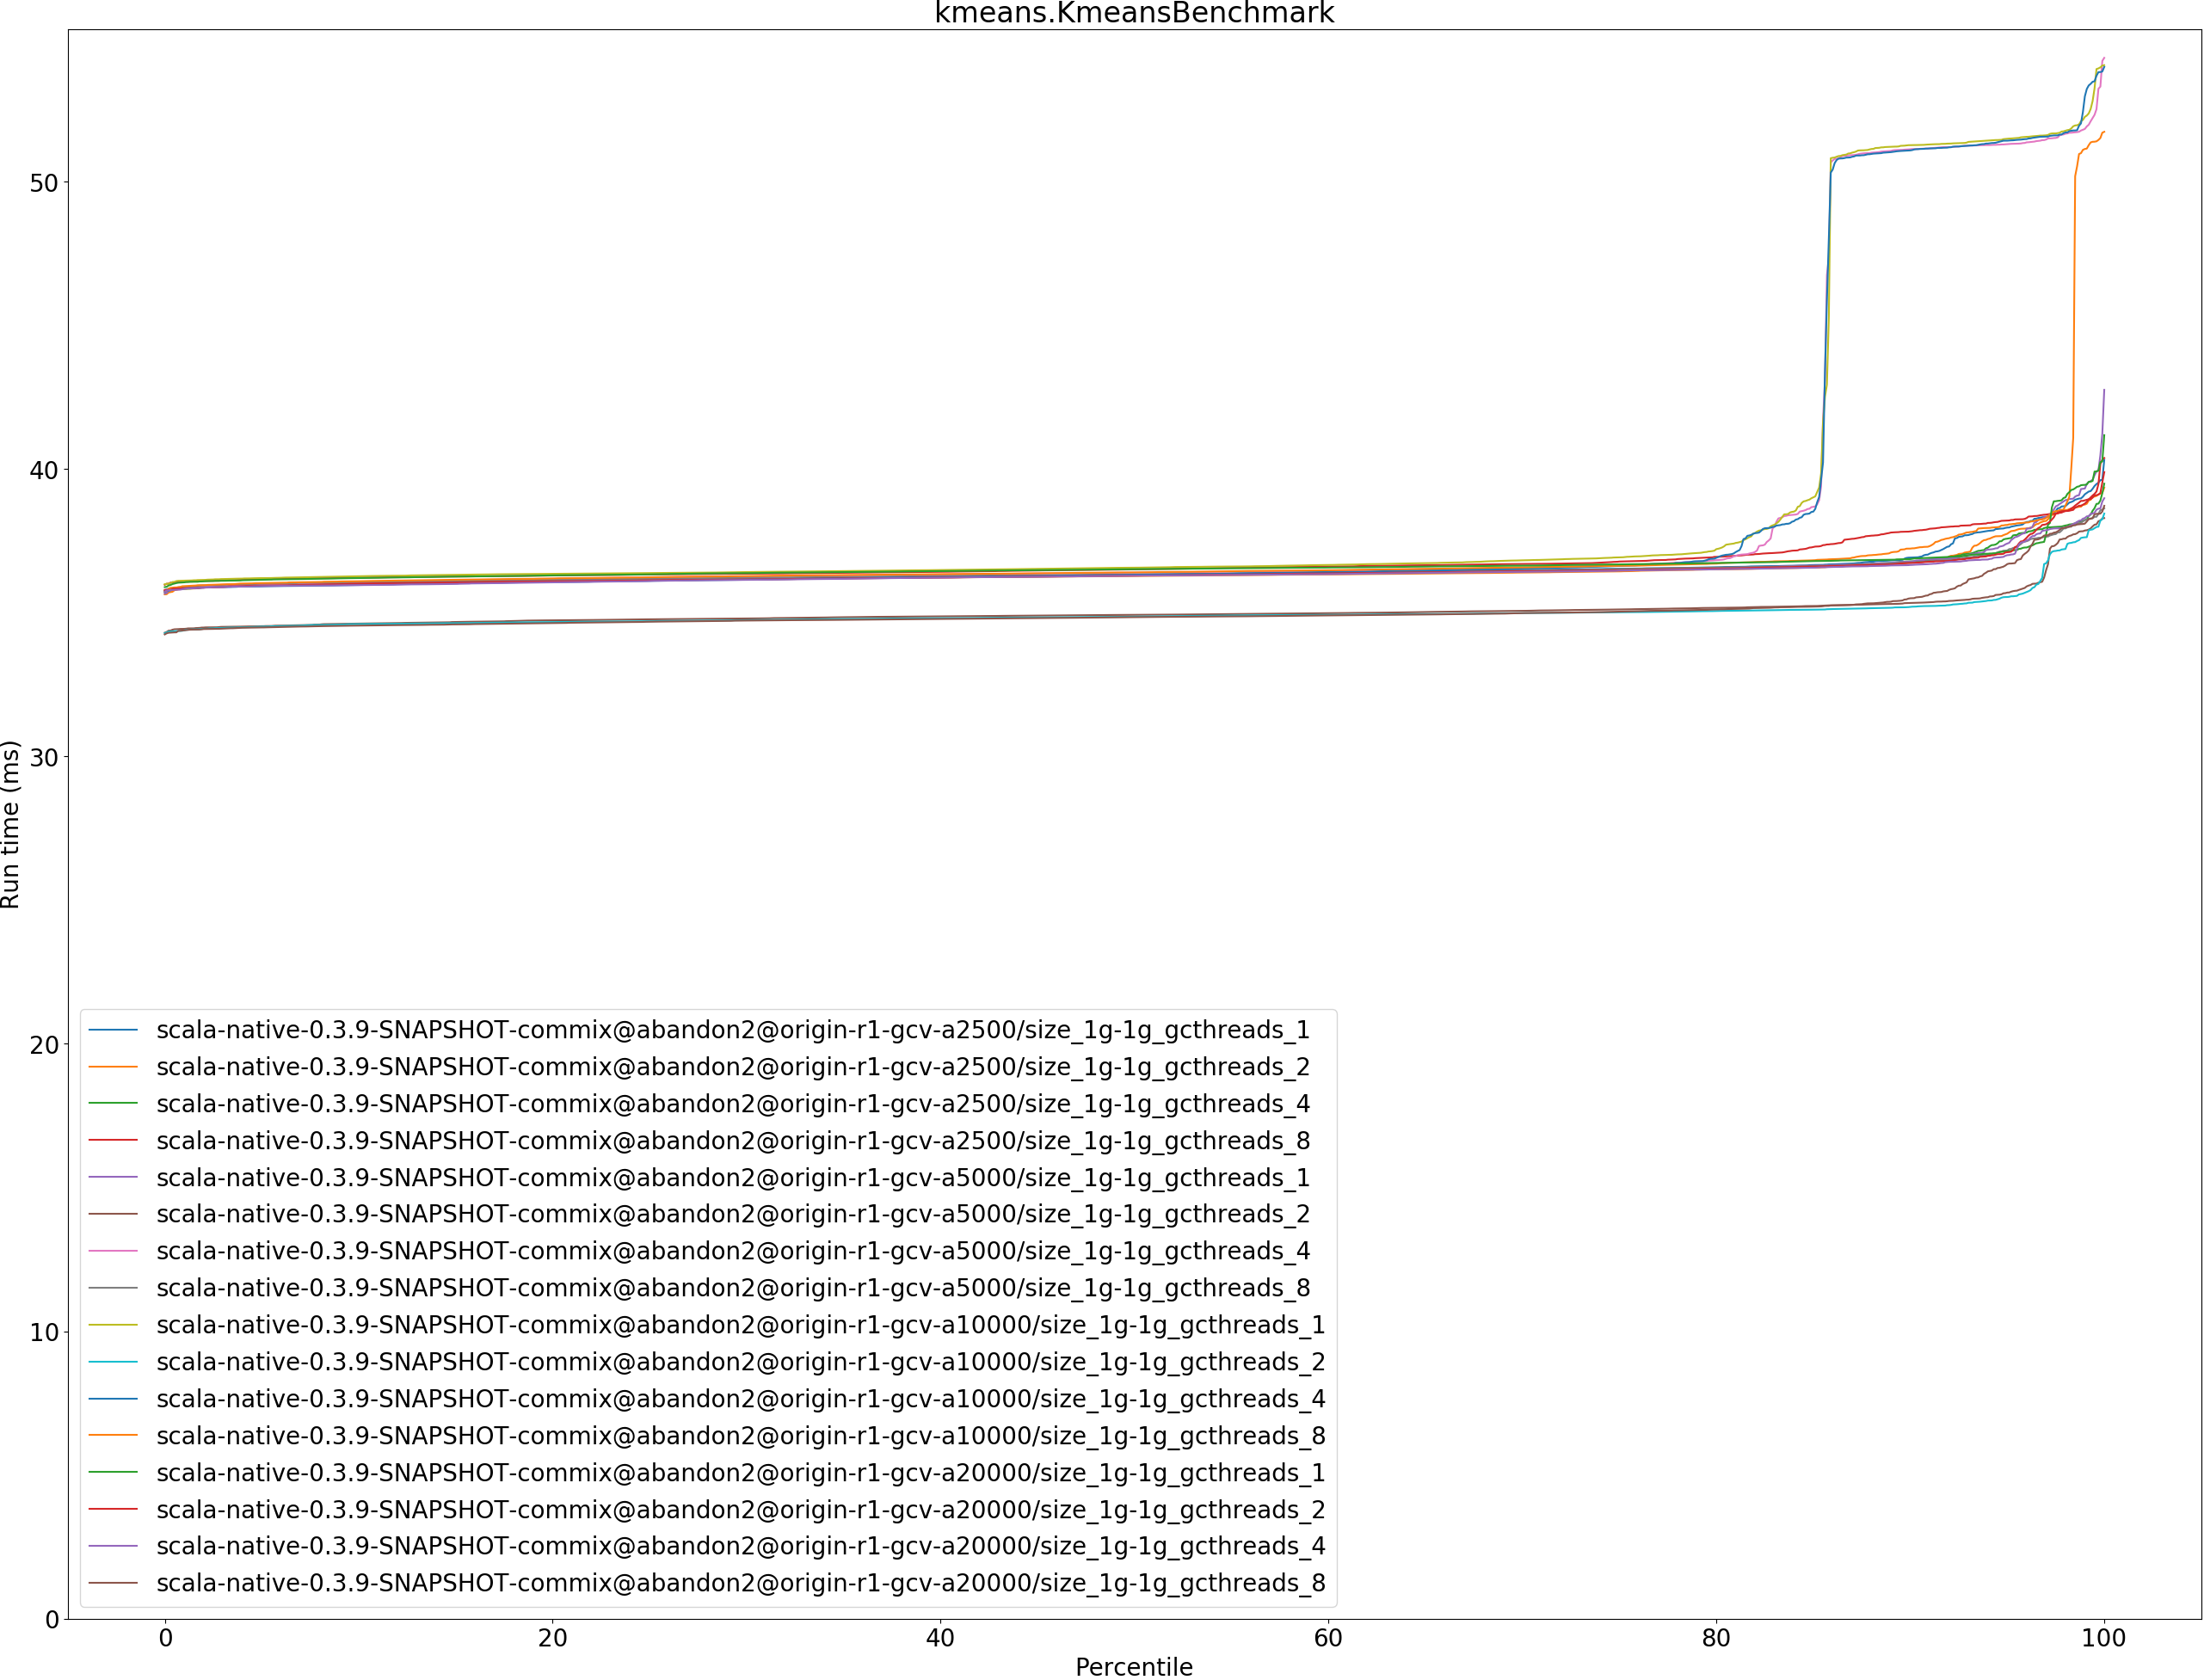 kmeans.KmeansBenchmark
Run time (ms)
50
40
30
20
10
0
scala-native-0.3.9-SNAPSHOT-commix@abandon2@origin-r1-gcv-a2500/size_1g-1g_gcthreads_1
scala-native-0.3.9-SNAPSHOT-commix@abandon2@origin-r1-gcv-a2500/size_1g-1g_gcthreads_2
scala-native-0.3.9-SNAPSHOT-commix@abandon2@origin-r1-gcv-a2500/size_1g-1g_gcthreads_4
scala-native-0.3.9-SNAPSHOT-commix@abandon2@origin-r1-gcv-a2500/size_1g-1g_gcthreads_8
scala-native-0.3.9-SNAPSHOT-commix@abandon2@origin-r1-gcv-a5000/size_1g-1g_gcthreads_1
scala-native-0.3.9-SNAPSHOT-commix@abandon2@origin-r1-gcv-a5000/size_1g-1g_gcthreads_2
scala-native-0.3.9-SNAPSHOT-commix@abandon2@origin-r1-gcv-a5000/size_1g-1g_gcthreads_4
scala-native-0.3.9-SNAPSHOT-commix@abandon2@origin-r1-gcv-a5000/size_1g-1g_gcthreads_8
scala-native-0.3.9-SNAPSHOT-commix@abandon2@origin-r1-gcv-a10000/size_1g-1g_gcthreads_1
scala-native-0.3.9-SNAPSHOT-commix@abandon2@origin-r1-gcv-a10000/size_1g-1g_gcthreads_2
scala-native-0.3.9-SNAPSHOT-commix@abandon2@origin-r1-gcv-a10000/size_1g-1g_gcthreads_4
scala-native-0.3.9-SNAPSHOT-commix@abandon2@origin-r1-gcv-a10000/size_1g-1g_gcthreads_8
scala-native-0.3.9-SNAPSHOT-commix@abandon2@origin-r1-gcv-a20000/size_1g-1g_gcthreads_1
scala-native-0.3.9-SNAPSHOT-commix@abandon2@origin-r1-gcv-a20000/size_1g-1g_gcthreads_2
scala-native-0.3.9-SNAPSHOT-commix@abandon2@origin-r1-gcv-a20000/size_1g-1g_gcthreads_4
scala-native-0.3.9-SNAPSHOT-commix@abandon2@origin-r1-gcv-a20000/size_1g-1g_gcthreads_8
0 20 40 60 80 100
Percentile